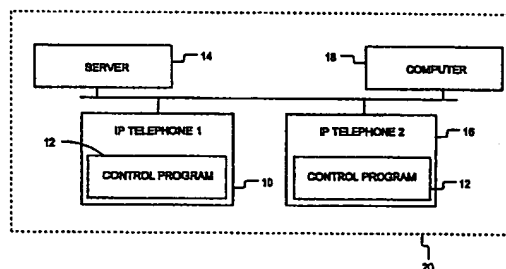 SERVER
14
18
COMPUTER
IP TELEPHONE 1
IP TELEPHONE 2
16
12
CONTROL PROGRAM
10
CONTROL PROGRAM
12
20